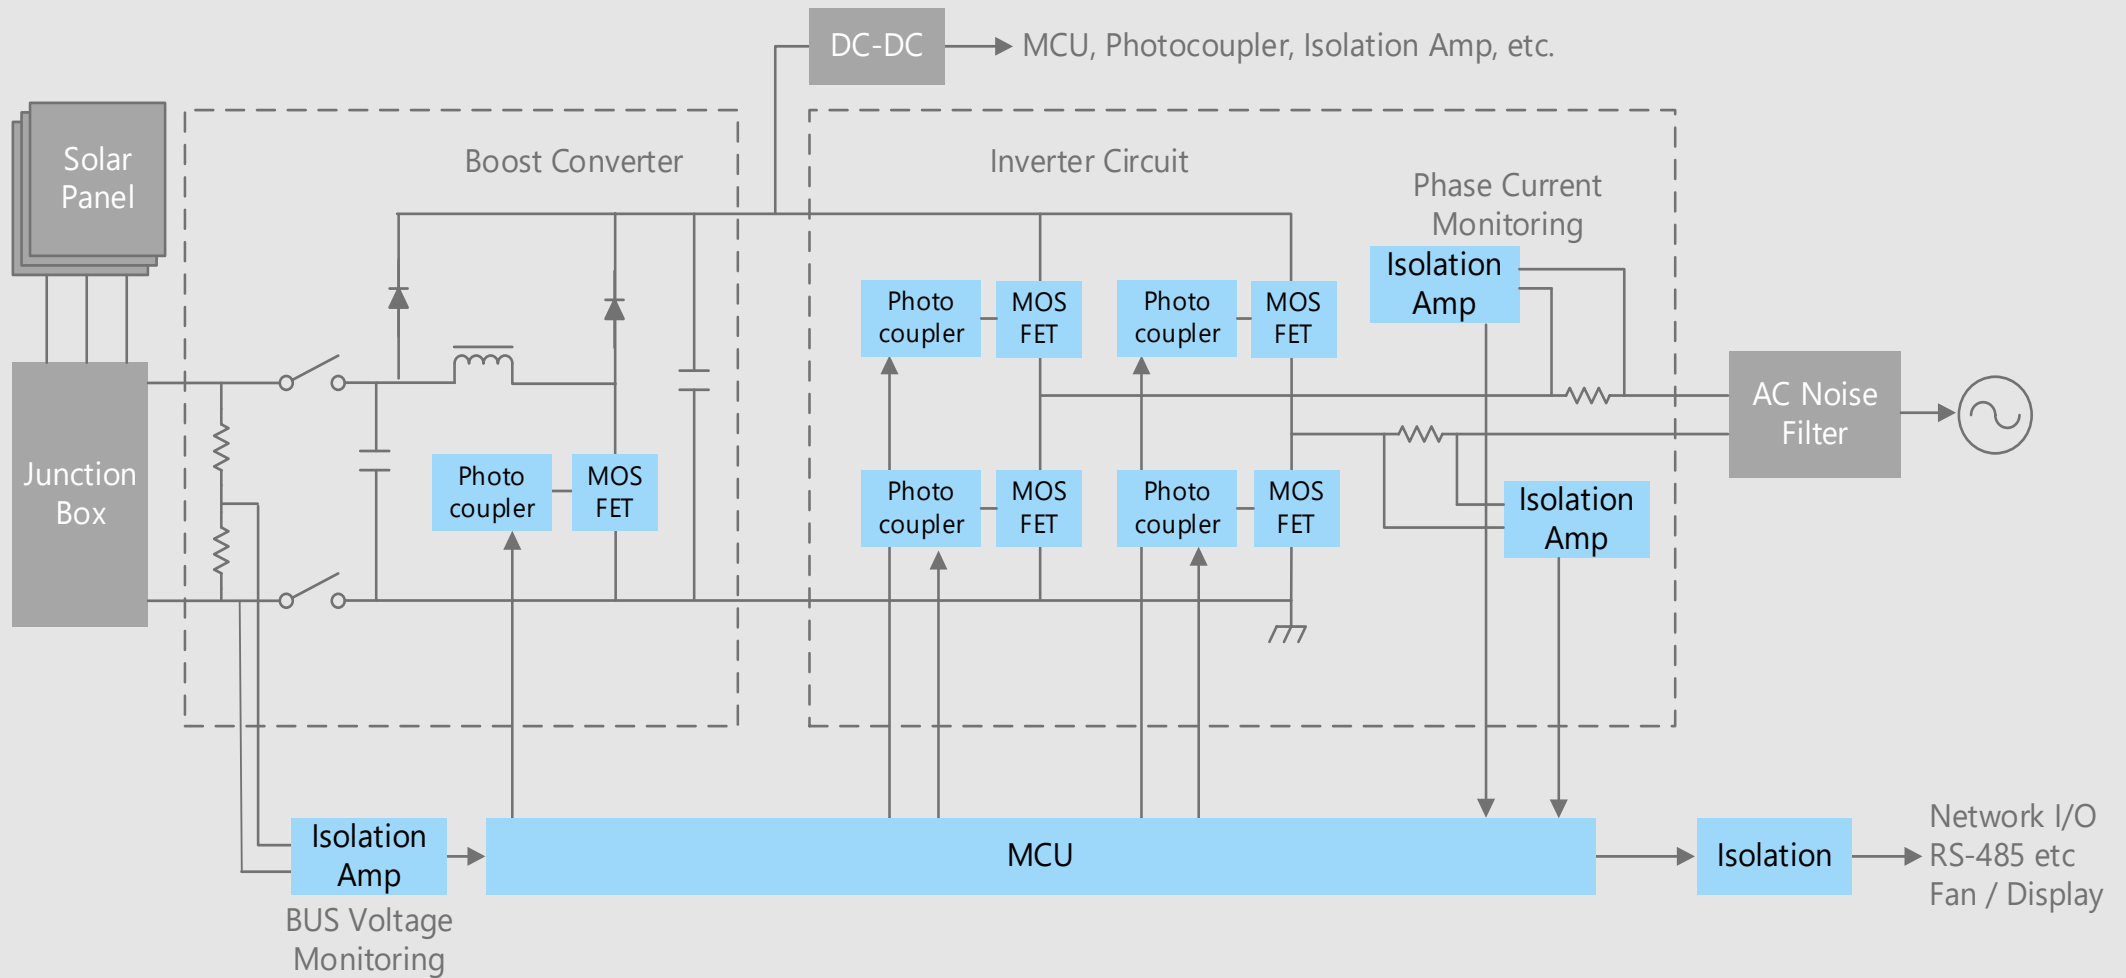 DC-DC
MCU, Photocoupler, Isolation Amp, etc.
Solar
Panel
Boost Converter
Inverter Circuit
Phase Current
Monitoring
Isolation
Amp
Photo
coupler
MOS
FET
Photo
coupler
MOS
FET
AC Noise
Filter
Junction
Box
Photo
coupler
MOS
FET
Photo
coupler
MOS
FET
Photo
coupler
MOS
FET
Isolation
Amp
Isolation
Amp
BUS Voltage
Monitoring
MCU
Isolation
Network I/O
RS-485 etc
Fan / Display